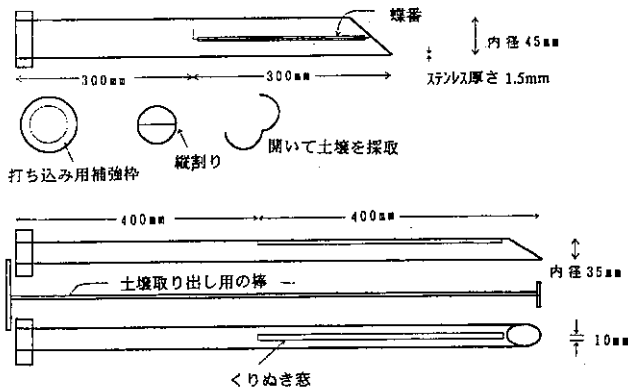 蝶番
内径45mm
300mm 300mm
ステンレス厚さ 1.5mm
打ち込み用補強枠
縦割り
開いて土壌を採取
400mm 400mm
内径35mm
土壌取り出し用の棒
10mm
くりぬき窓